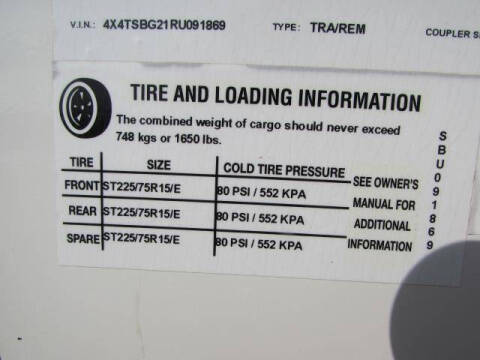 V.I.N.: 4X4TSBG21RU091869 TYPE: TRA/REM COUPLER S
TIRE AND LOADING INFORMATION
The combined weight of cargo should never exceed
748 kgs or 1650 lbs.
TIRE SIZE COLD TIRE PRESSURE
FRONT ST225/75R15/E 80 PSI / 552 KPA
REAR ST225/75R15/E 80 PSI / 552 KPA
SPARE ST225/75R15/E 80 PSI / 552 KPA
SEE OWNER'S
MANUAL FOR
ADDITIONAL
INFORMATION
SBU091869